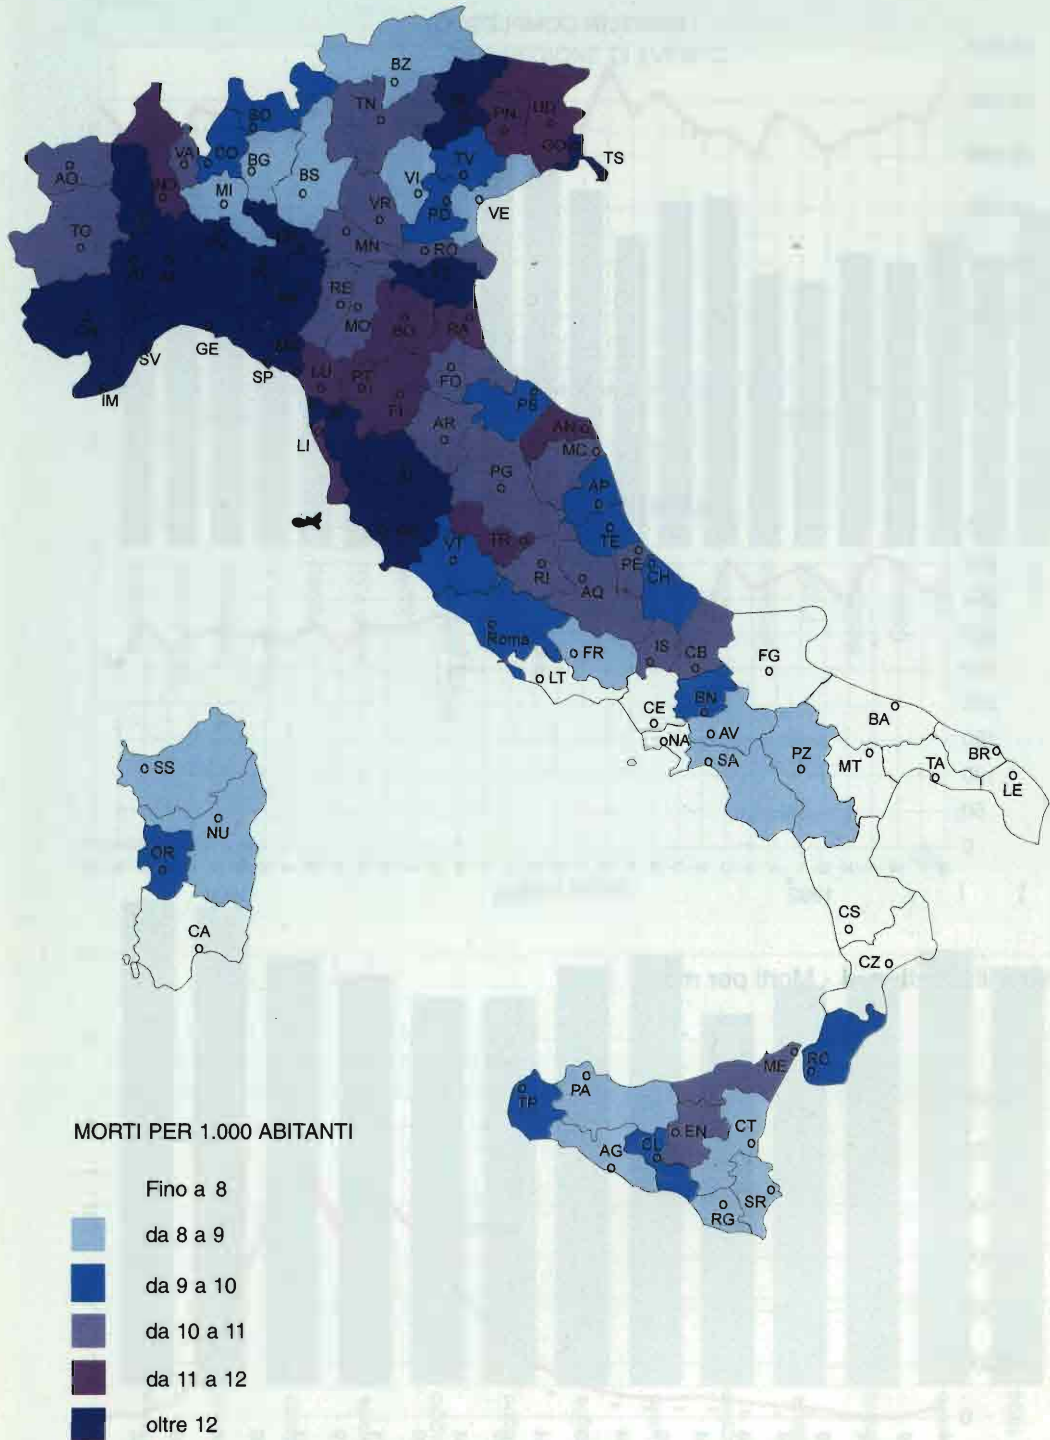 BZ
TN
SO
PN
UD
GO
TS
TV
VI
PD
VE
AO
NO
VA
CO
BG
BS
MI
TO
VR
MN
RO
RE
MO
BO
RA
SV
GE
SP
IM
LU
PT
FI
FO
PS
AR
AN
MC
LI
PG
AP
TE
TR
VT
RI
AQ
PE
CH
Roma
FR
LT
IS
CB
FG
CE
BN
NA
AV
SA
PZ
BA
MT
TA
BR
LE
SS
NU
OR
CA
CS
CZ
RC
ME
PA
TP
EN
CT
AG
CL
SR
RG
MORTI PER 1.000 ABITANTI
Fino a 8
da 8 a 9
da 9 a 10
da 10 a 11
da 11 a 12
oltre 12